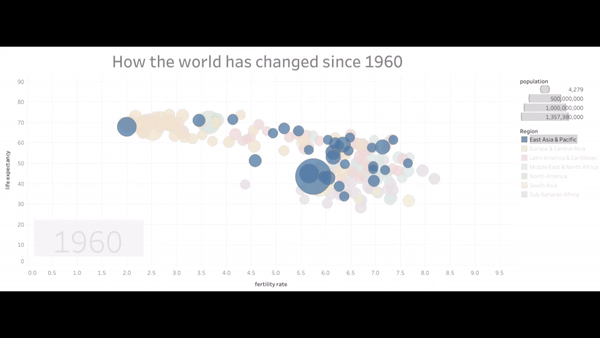 How the world has changed since 1960
population
4,279
500,000,000
1,000,000,000
1,357,380,000
Region
East Asia & Pacific
Europe & Central Asia
Latin America & Caribbean
Middle East & North Africa
North America
South Asia
Sub-Saharan Africa
life expectancy
90
80
70
60
50
40
30
20
10
0
1960
0.0 0.5 1.0 1.5 2.0 2.5 3.0 3.5 4.0 4.5 5.0 5.5 6.0 6.5 7.0 7.5 8.0 8.5 9.0 9.5
fertility rate